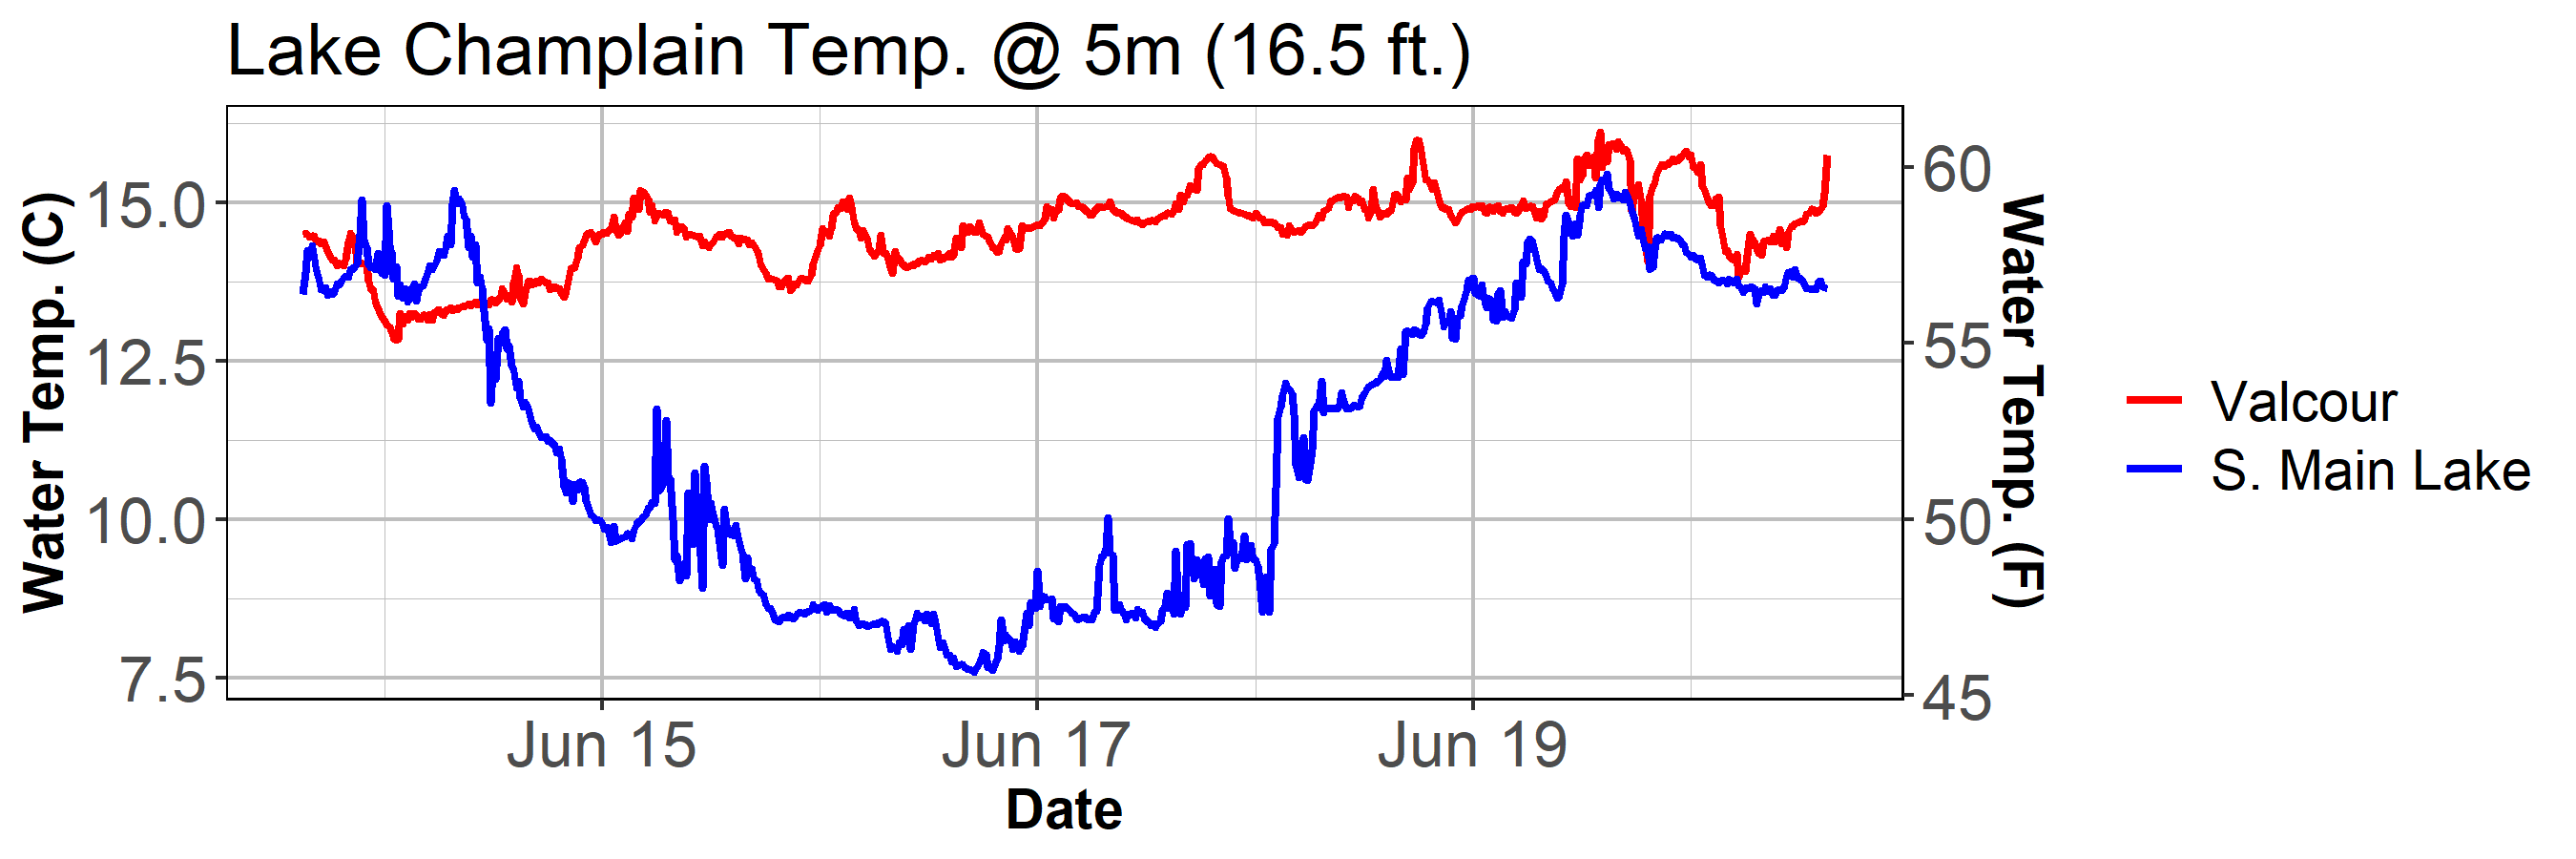 Lake Champlain Temp. @ 5m (16.5 ft.)
Water Temp. (C)
15.0
12.5
10.0
7.5
60
55
50
45
Water Temp. (F)
Jun 15
Jun 17
Jun 19
Date
Valcour
S. Main Lake